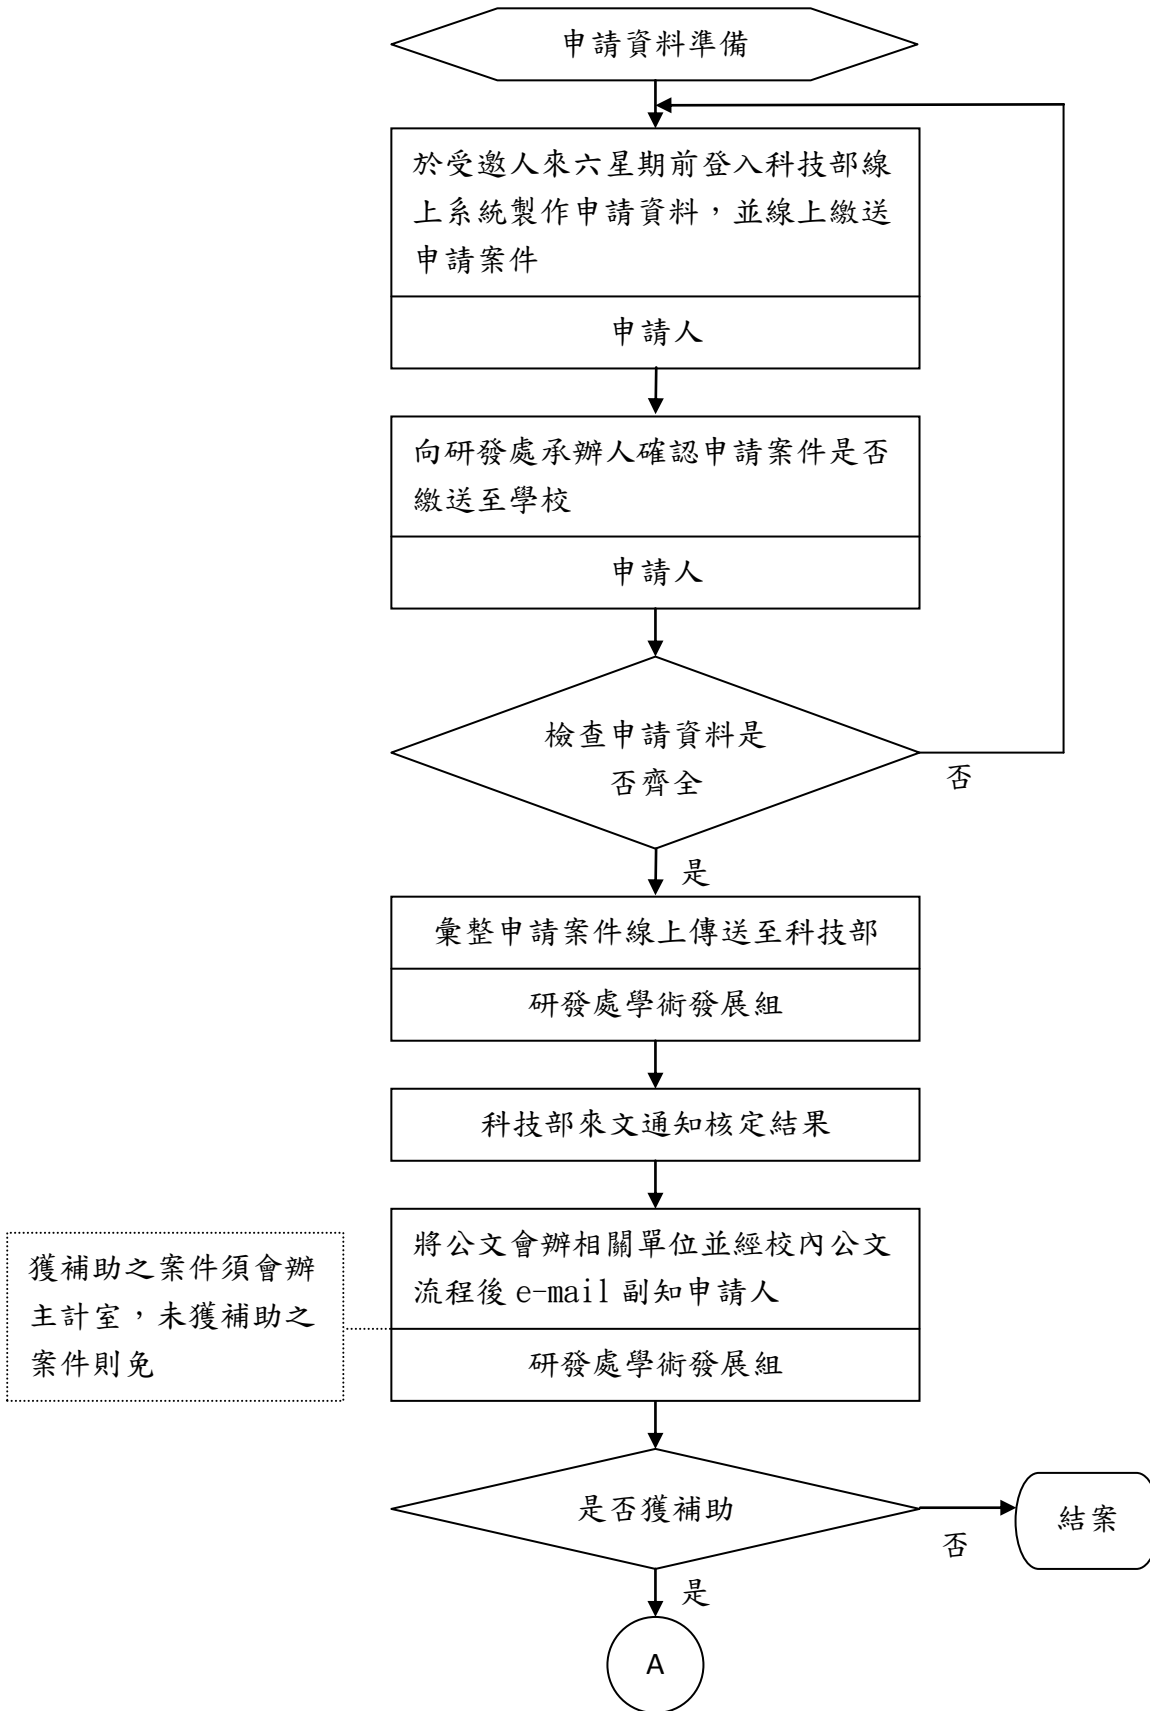 申請資料準備
於受邀人來六星期前登入科技部線
上系統製作申請資料，並線上繳送
申請案件
申請人
向研發處承辦人確認申請案件是否
繳送至學校
申請人
檢查申請資料是
否齊全
否
是
彙整申請案件線上傳送至科技部
研發處學術發展組
科技部來文通知核定結果
將公文會辦相關單位並經校內公文
流程後 e-mail 副知申請人
研發處學術發展組
獲補助之案件須會辦
主計室，未獲補助之
案件則免
是否獲補助
否
結案
是
A